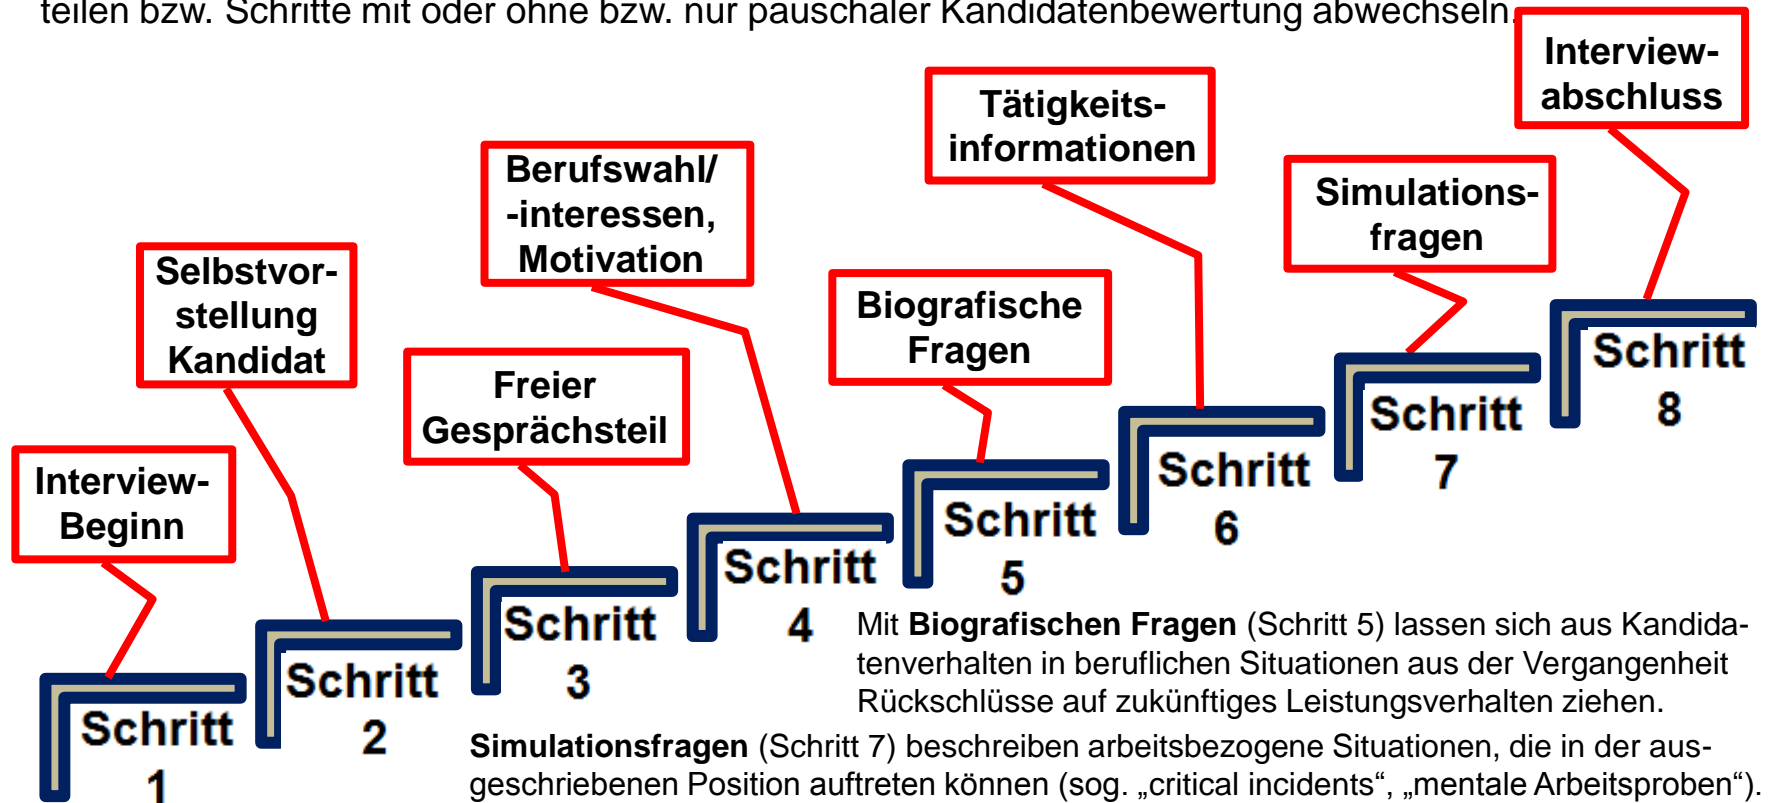 teilen bzw. Schritte mit oder ohne bzw. nur pauschaler Kandidatenbewertung abwechseln.
Interview-
abschluss
Tätigkeits-
informationen
Berufswahl/
-interessen,
Motivation
Simulations-
fragen
Selbstvor-
stellung
Kandidat
Biografische
Fragen
Freier
Gesprächsteil
Interview-
Beginn
Schritt
8
Schritt
7
Schritt
6
Schritt
5
Schritt
4
Schritt
3
Schritt
2
Schritt
1
Mit Biografischen Fragen (Schritt 5) lassen sich aus Kandida-
tenverhalten in beruflichen Situationen aus der Vergangenheit
Rückschlüsse auf zukünftiges Leistungsverhalten ziehen.
Simulationsfragen (Schritt 7) beschreiben arbeitsbezogene Situationen, die in der aus-
geschriebenen Position auftreten können (sog. „critical incidents“, „mentale Arbeitsproben“).